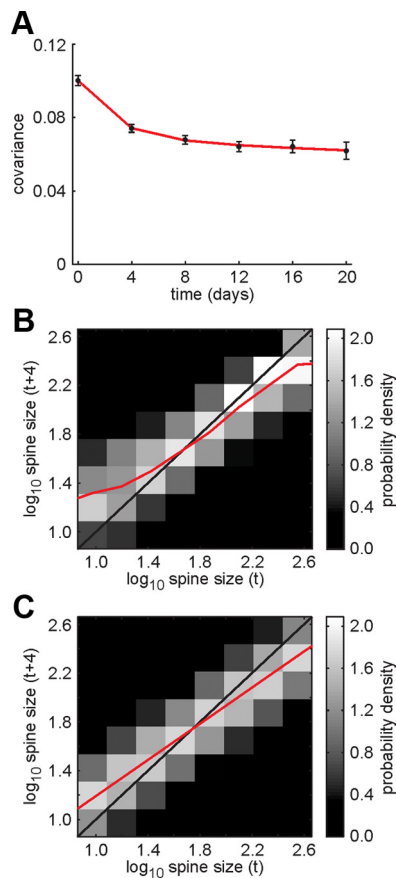 A
0.12
0.08
0.04
0
covariance
0 4 8 12 16 20
time (days)
B
2.6
2.2
1.8
1.4
1.0
log10 spine size (t+4)
1.0 1.4 1.8 2.2 2.6
log10 spine size (t)
2.0
1.6
1.2
0.8
0.4
0.0
probability density
C
2.6
2.2
1.8
1.4
1.0
log10 spine size (t+4)
1.0 1.4 1.8 2.2 2.6
log10 spine size (t)
2.0
1.6
1.2
0.8
0.4
0.0
probability density